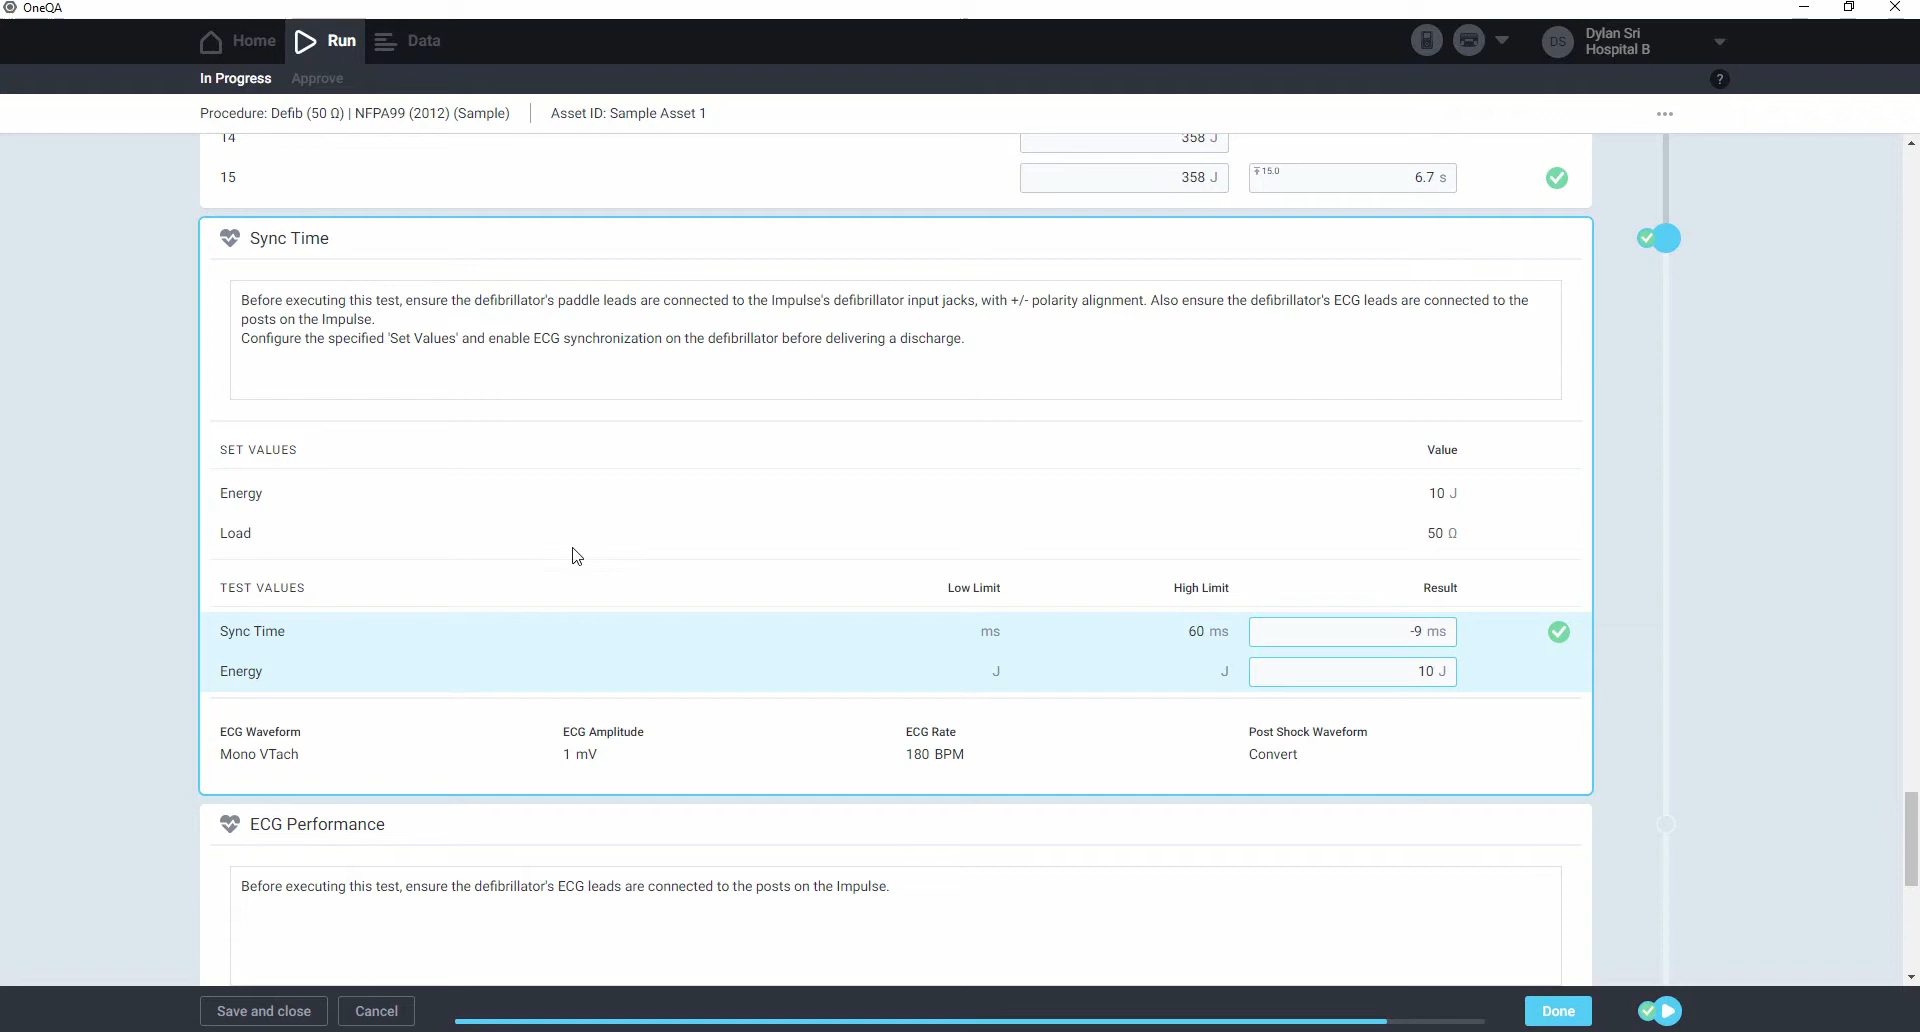 OneQA
Home Run Data
DS Dylan Sri
Hospital B
In Progress Approve ?
Procedure: Defib (50 Ω) | NFPA99 (2012) (Sample) Asset ID: Sample Asset 1
14 358 J
15 358 J 15.0 6.7 s
Sync Time
Before executing this test, ensure the defibrillator's paddle leads are connected to the Impulse's defibrillator input jacks, with +/- polarity alignment. Also ensure the defibrillator's ECG leads are connected to the
posts on the Impulse.
Configure the specified 'Set Values' and enable ECG synchronization on the defibrillator before delivering a discharge.
SET VALUES Value
Energy 10 J
Load 50 Ω
TEST VALUES Low Limit High Limit Result
Sync Time ms 60 ms -9 ms
Energy J J 10 J
ECG Waveform ECG Amplitude ECG Rate Post Shock Waveform
Mono VTach 1 mV 180 BPM Convert
ECG Performance
Before executing this test, ensure the defibrillator's ECG leads are connected to the posts on the Impulse.
Save and close Cancel Done